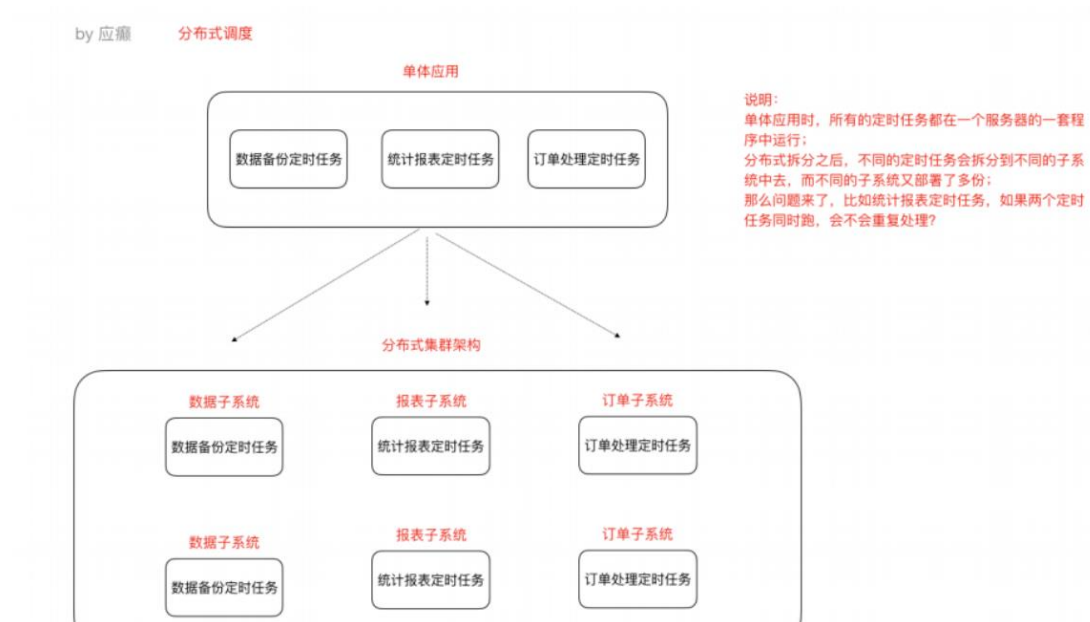 by 应癫 分布式调度
单体应用
数据备份定时任务 统计报表定时任务 订单处理定时任务
说明：
单体应用时，所有的定时任务都在一个服务器的一套程
序中运行；
分布式拆分之后，不同的定时任务会拆分到不同的子系
统中去，而不同的子系统又部署了多份；
那么问题来了，比如统计报表定时任务，如果两个定时
任务同时跑，会不会重复处理？
分布式集群架构
数据子系统 报表子系统 订单子系统
数据备份定时任务 统计报表定时任务 订单处理定时任务
数据子系统 报表子系统 订单子系统
数据备份定时任务 统计报表定时任务 订单处理定时任务